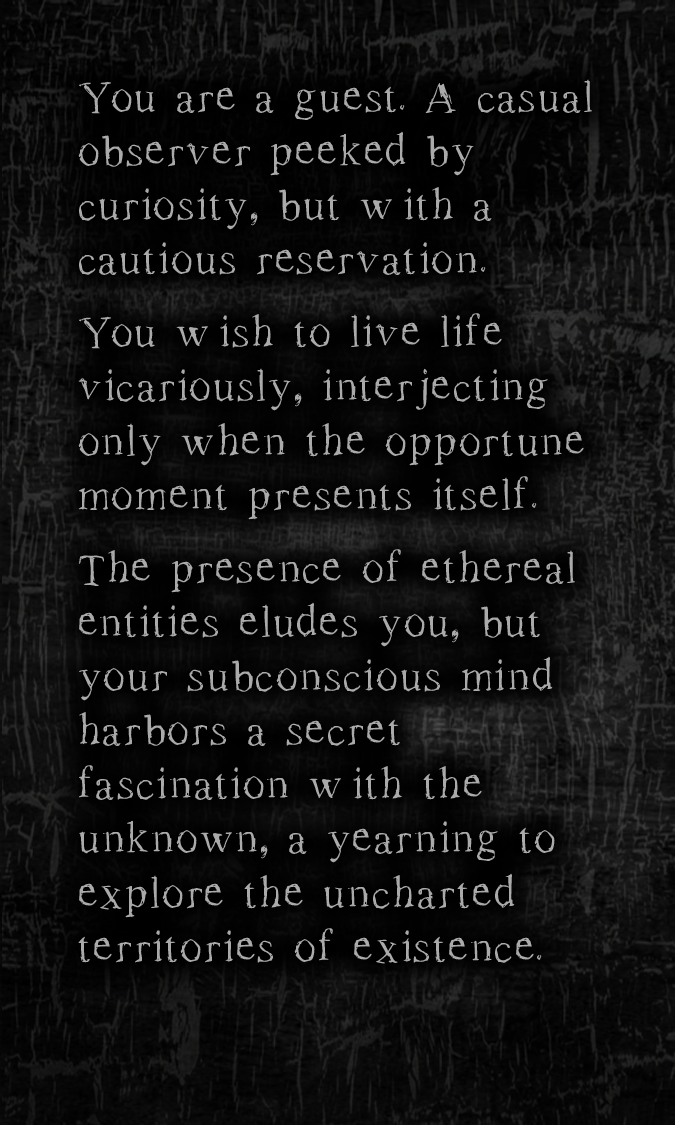 You are a guest. A casual
observer peeked by
curiosity, but with a
cautious reservation.
You wish to live life
vicariously, interjecting
only when the opportune
moment presents itself.
The presence of ethereal
entities eludes you, but
your subconscious mind
harbors a secret
fascination with the
unknown, a yearning to
explore the uncharted
territories of existence.